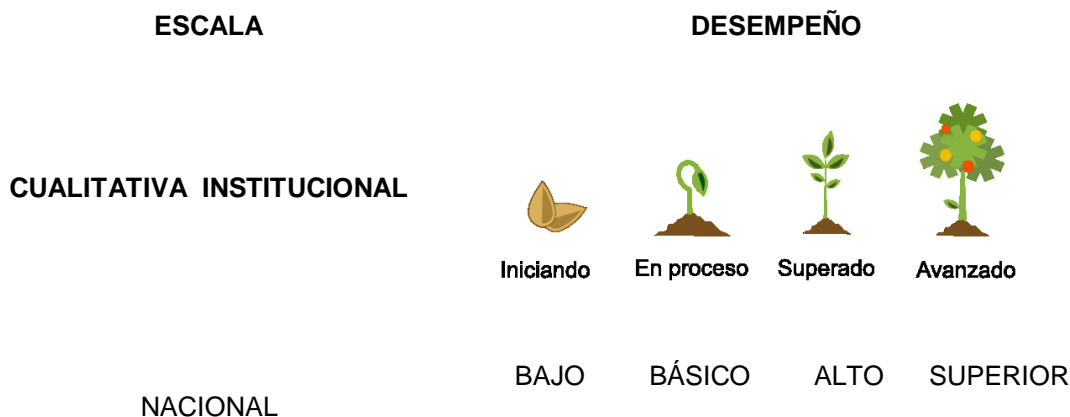 ESCALA DESEMPEÑO
CUALITATIVA INSTITUCIONAL
Iniciando En proceso Superado Avanzado
BAJO BÁSICO ALTO SUPERIOR
NACIONAL